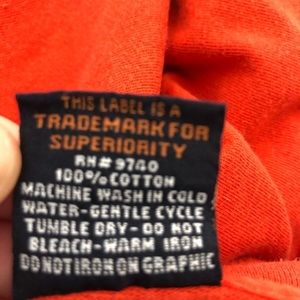 THIS LABEL IS A
TRADEMARK FOR
SUPERIORITY
RN# 9740
100% COTTON
MACHINE WASH IN COLD
WATER-GENTLE CYCLE
TUMBLE DRY-DO NOT
BLEACH-WARM IRON
DO NOT IRON ON GRAPHIC